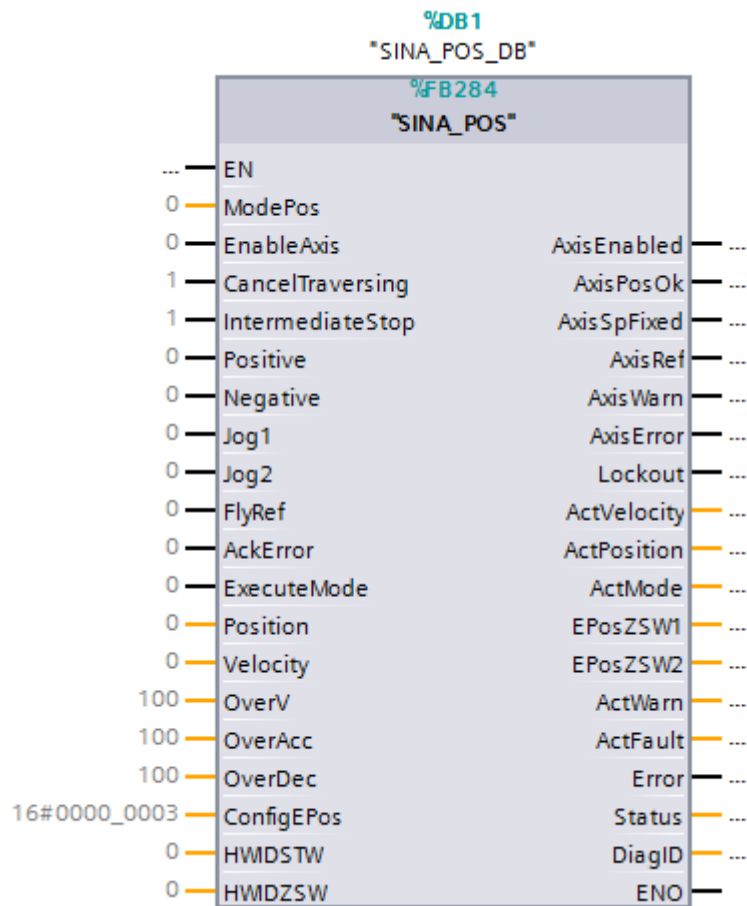 %DB1
"SINA_POS_DB"
%FB284
"SINA_POS"
... EN
0 ModePos
0 EnableAxis AxisEnabled ...
1 CancelTraversing AxisPosOk ...
1 IntermediateStop AxisSpFixed ...
0 Positive AxisRef ...
0 Negative AxisWarn ...
0 Jog1 AxisError ...
0 Jog2 Lockout ...
0 FlyRef ActVelocity ...
0 AckError ActPosition ...
0 ExecuteMode ActMode ...
0 Position EPosZSW1 ...
0 Velocity EPosZSW2 ...
100 OverV ActWarn ...
100 OverAcc ActFault ...
100 OverDec Error ...
16#0000_0003 ConfigEPos Status ...
0 HWIDSTW DiagID ...
0 HWIDZSW ENO